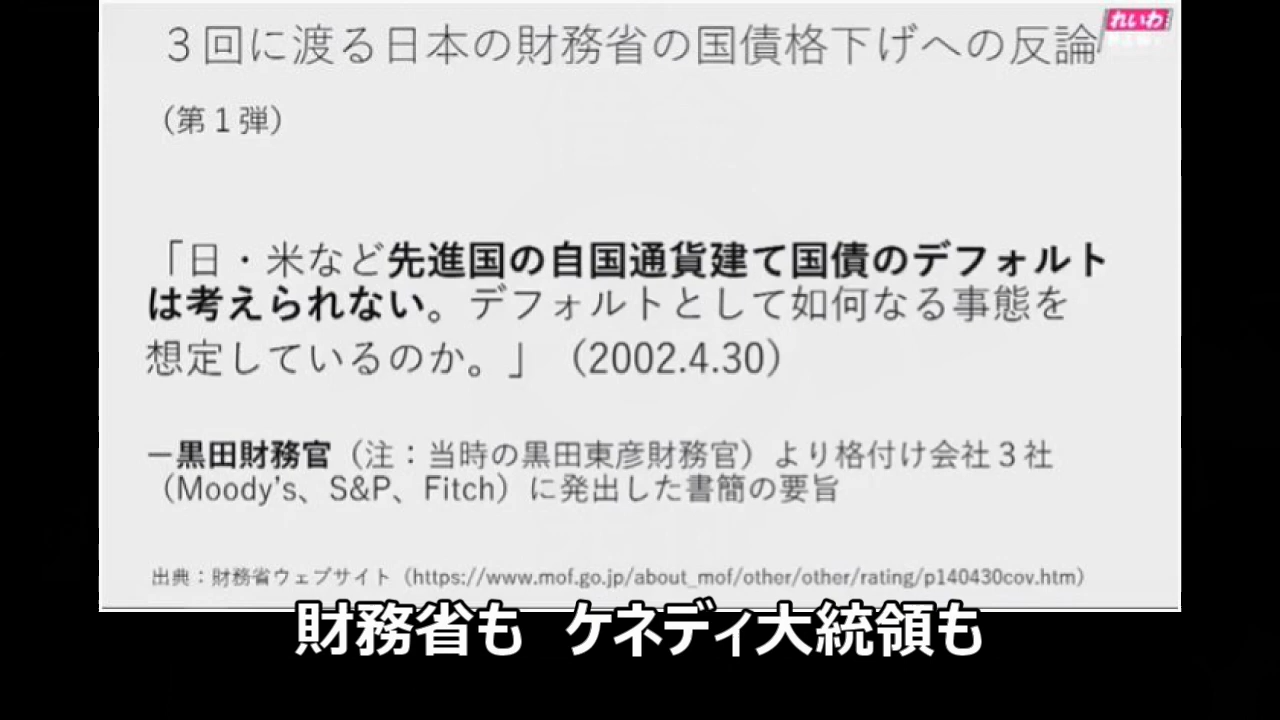 れいわ
３回に渡る日本の財務省の国債格下げへの反論
（第１弾）
「日・米など先進国の自国通貨建て国債のデフォルト
は考えられない。デフォルトとして如何なる事態を
想定しているのか。」（2002.4.30）
－黒田財務官（注：当時の黒田東彦財務官）より格付け会社３社
（Moody’s、S&P、Fitch）に発出した書簡の要旨
出典：財務省ウェブサイト（https://www.mof.go.jp/about_mof/other/other/rating/p140430cov.htm）
財務省も　ケネディ大統領も